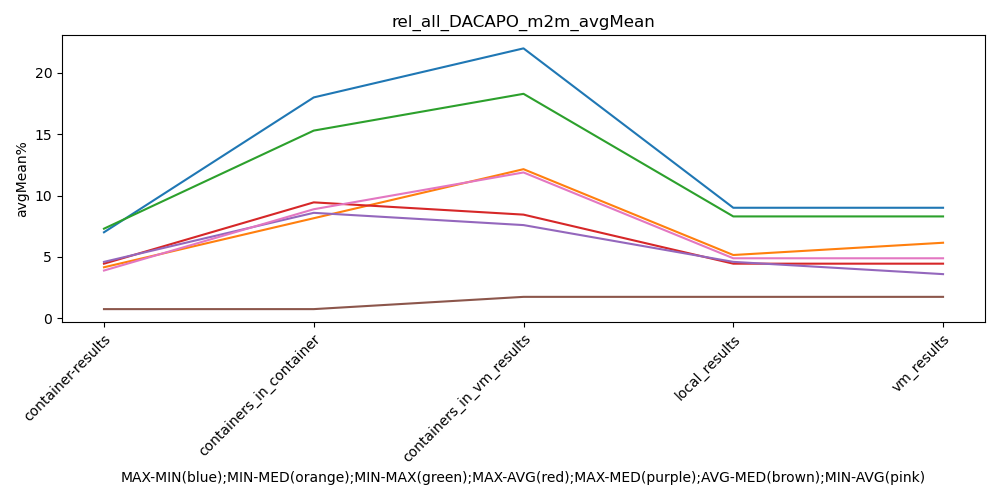 rel_all_DACAPO_m2m_avgMean
avgMean%
20
15
10
5
0
container-results
containers_in_container
containers_in_vm_results
local_results
vm_results
MAX-MIN(blue);MIN-MED(orange);MIN-MAX(green);MAX-AVG(red);MAX-MED(purple);AVG-MED(brown);MIN-AVG(pink)